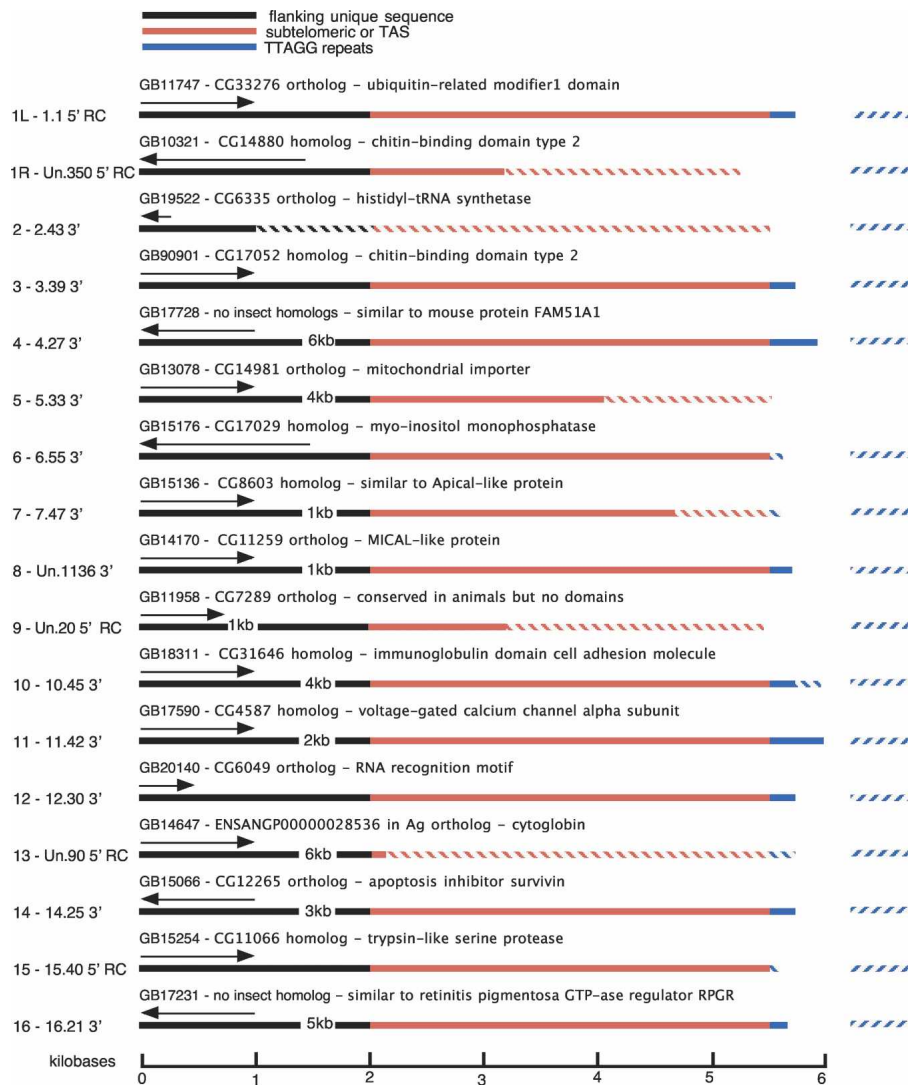 flanking unique sequence
subtelomeric or TAS
TTAGG repeats
GB11747 - CG33276 ortholog – ubiquitin-related modifier1 domain
1L - 1.1 5' RC
GB10321 - CG14880 homolog – chitin-binding domain type 2
1R - Un.350 5' RC
GB19522 - CG6335 ortholog – histidyl-tRNA synthetase
2 - 2.43 3'
GB90901 – CG17052 homolog – chitin-binding domain type 2
3 - 3.39 3'
GB17728 - no insect homologs – similar to mouse protein FAM51A1
6kb
4 - 4.27 3'
GB13078 - CG14981 ortholog – mitochondrial importer
4kb
5 - 5.33 3'
GB15176 - CG17029 homolog – myo-inositol monophosphatase
6 - 6.55 3'
GB15136 - CG8603 homolog – similar to Apical-like protein
1kb
7 - 7.47 3'
GB14170 - CG11259 ortholog – MICAL-like protein
1kb
8 - Un.1136 3'
GB11958 - CG7289 ortholog – conserved in animals but no domains
1kb
9 - Un.20 5' RC
GB18311 - CG31646 homolog – immunoglobulin domain cell adhesion molecule
4kb
10 - 10.45 3'
GB17590 - CG4587 homolog – voltage-gated calcium channel alpha subunit
2kb
11 - 11.42 3'
GB20140 - CG6049 ortholog – RNA recognition motif
12 - 12.30 3'
GB14647 - ENSANGP00000028536 in Ag ortholog – cytoglobin
6kb
13 - Un.90 5' RC
GB15066 - CG12265 ortholog – apoptosis inhibitor survivin
3kb
14 - 14.25 3'
GB15254 - CG11066 homolog – trypsin-like serine protease
15 - 15.40 5' RC
GB17231 - no insect homolog – similar to retinitis pigmentosa GTP-ase regulator RPGR
5kb
16 - 16.21 3'
kilobases
0 1 2 3 4 5 6